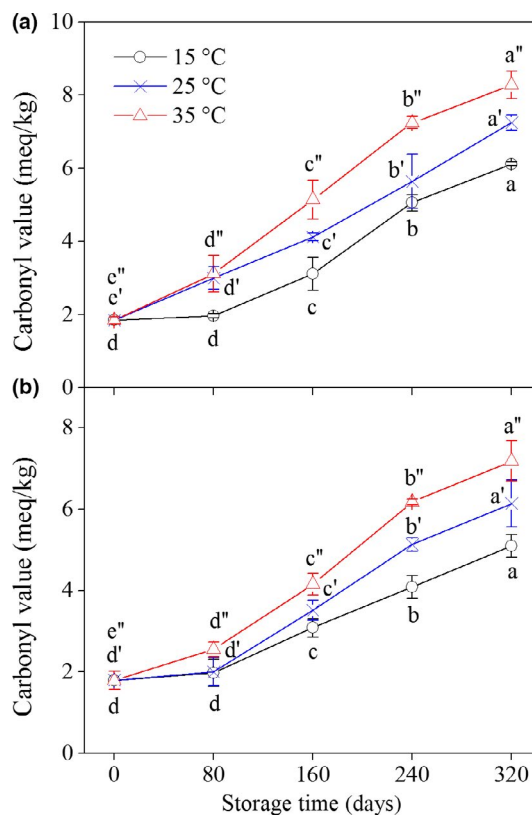 (a)
10
15 °C
25 °C
35 °C
Carbonyl value (meq/kg)
8
6
4
2
0
a"
b"
a'
c"
b'
a
d"
c'
b
c"
c'
d'
c
d
d
(b)
8
6
4
2
0
Carbonyl value (meq/kg)
a"
b"
a'
c"
b'
a
d"
c'
b
e"
d'
d'
c
d
d
0 80 160 240 320
Storage time (days)